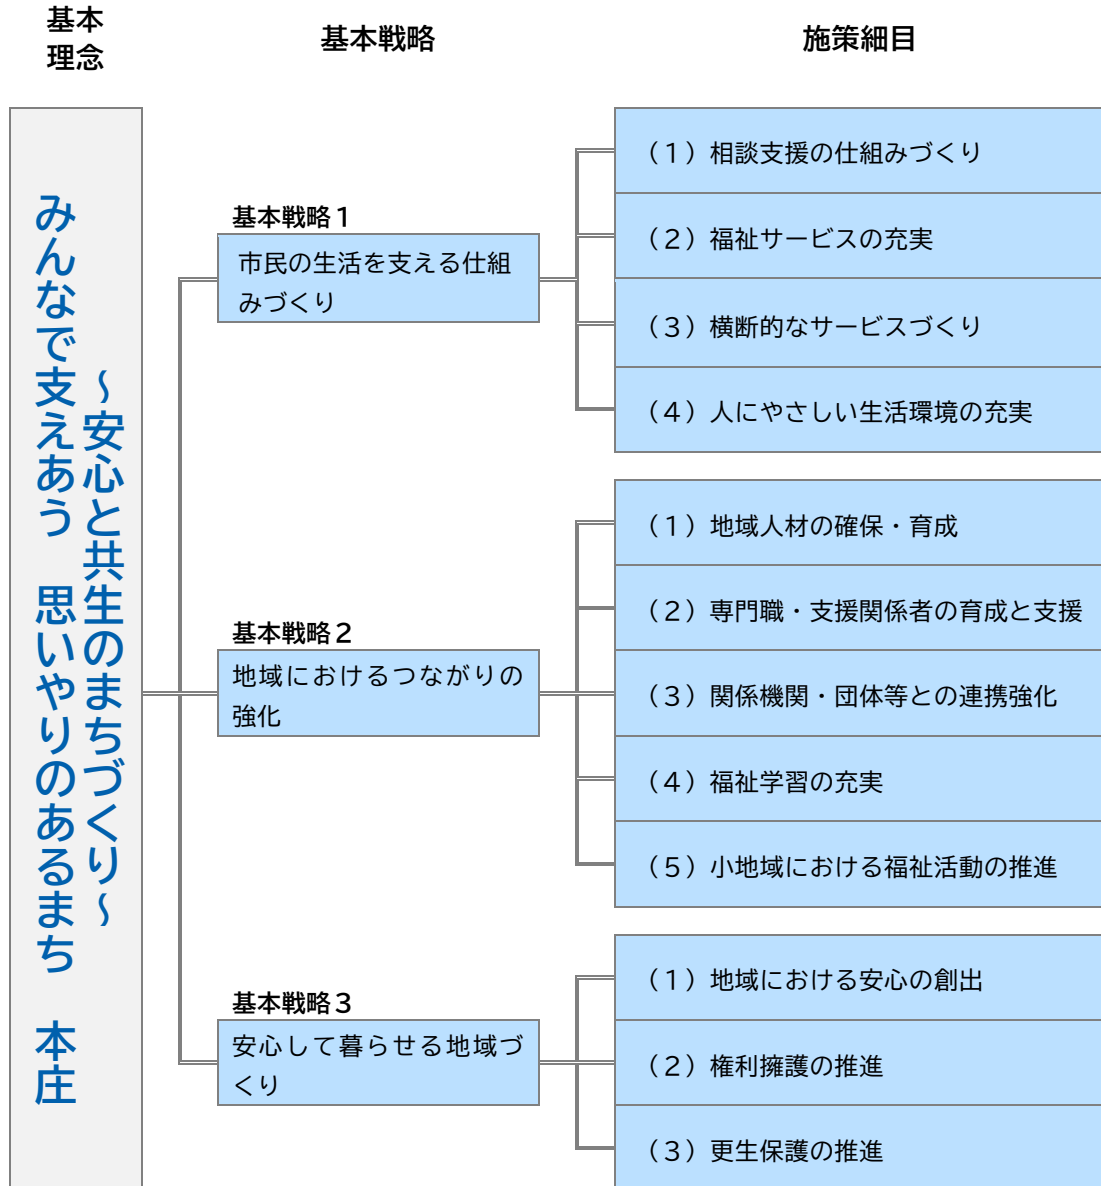 基本
理念
基本戦略
施策細目
みんなで支えあう　思いやりのあるまち　本庄
～安心と共生のまちづくり～
基本戦略１
市民の生活を支える仕組
みづくり
（１）相談支援の仕組みづくり
（２）福祉サービスの充実
（３）横断的なサービスづくり
（４）人にやさしい生活環境の充実
基本戦略２
地域におけるつながりの
強化
（１）地域人材の確保・育成
（２）専門職・支援関係者の育成と支援
（３）関係機関・団体等との連携強化
（４）福祉学習の充実
（５）小地域における福祉活動の推進
基本戦略３
安心して暮らせる地域づ
くり
（１）地域における安心の創出
（２）権利擁護の推進
（３）更生保護の推進